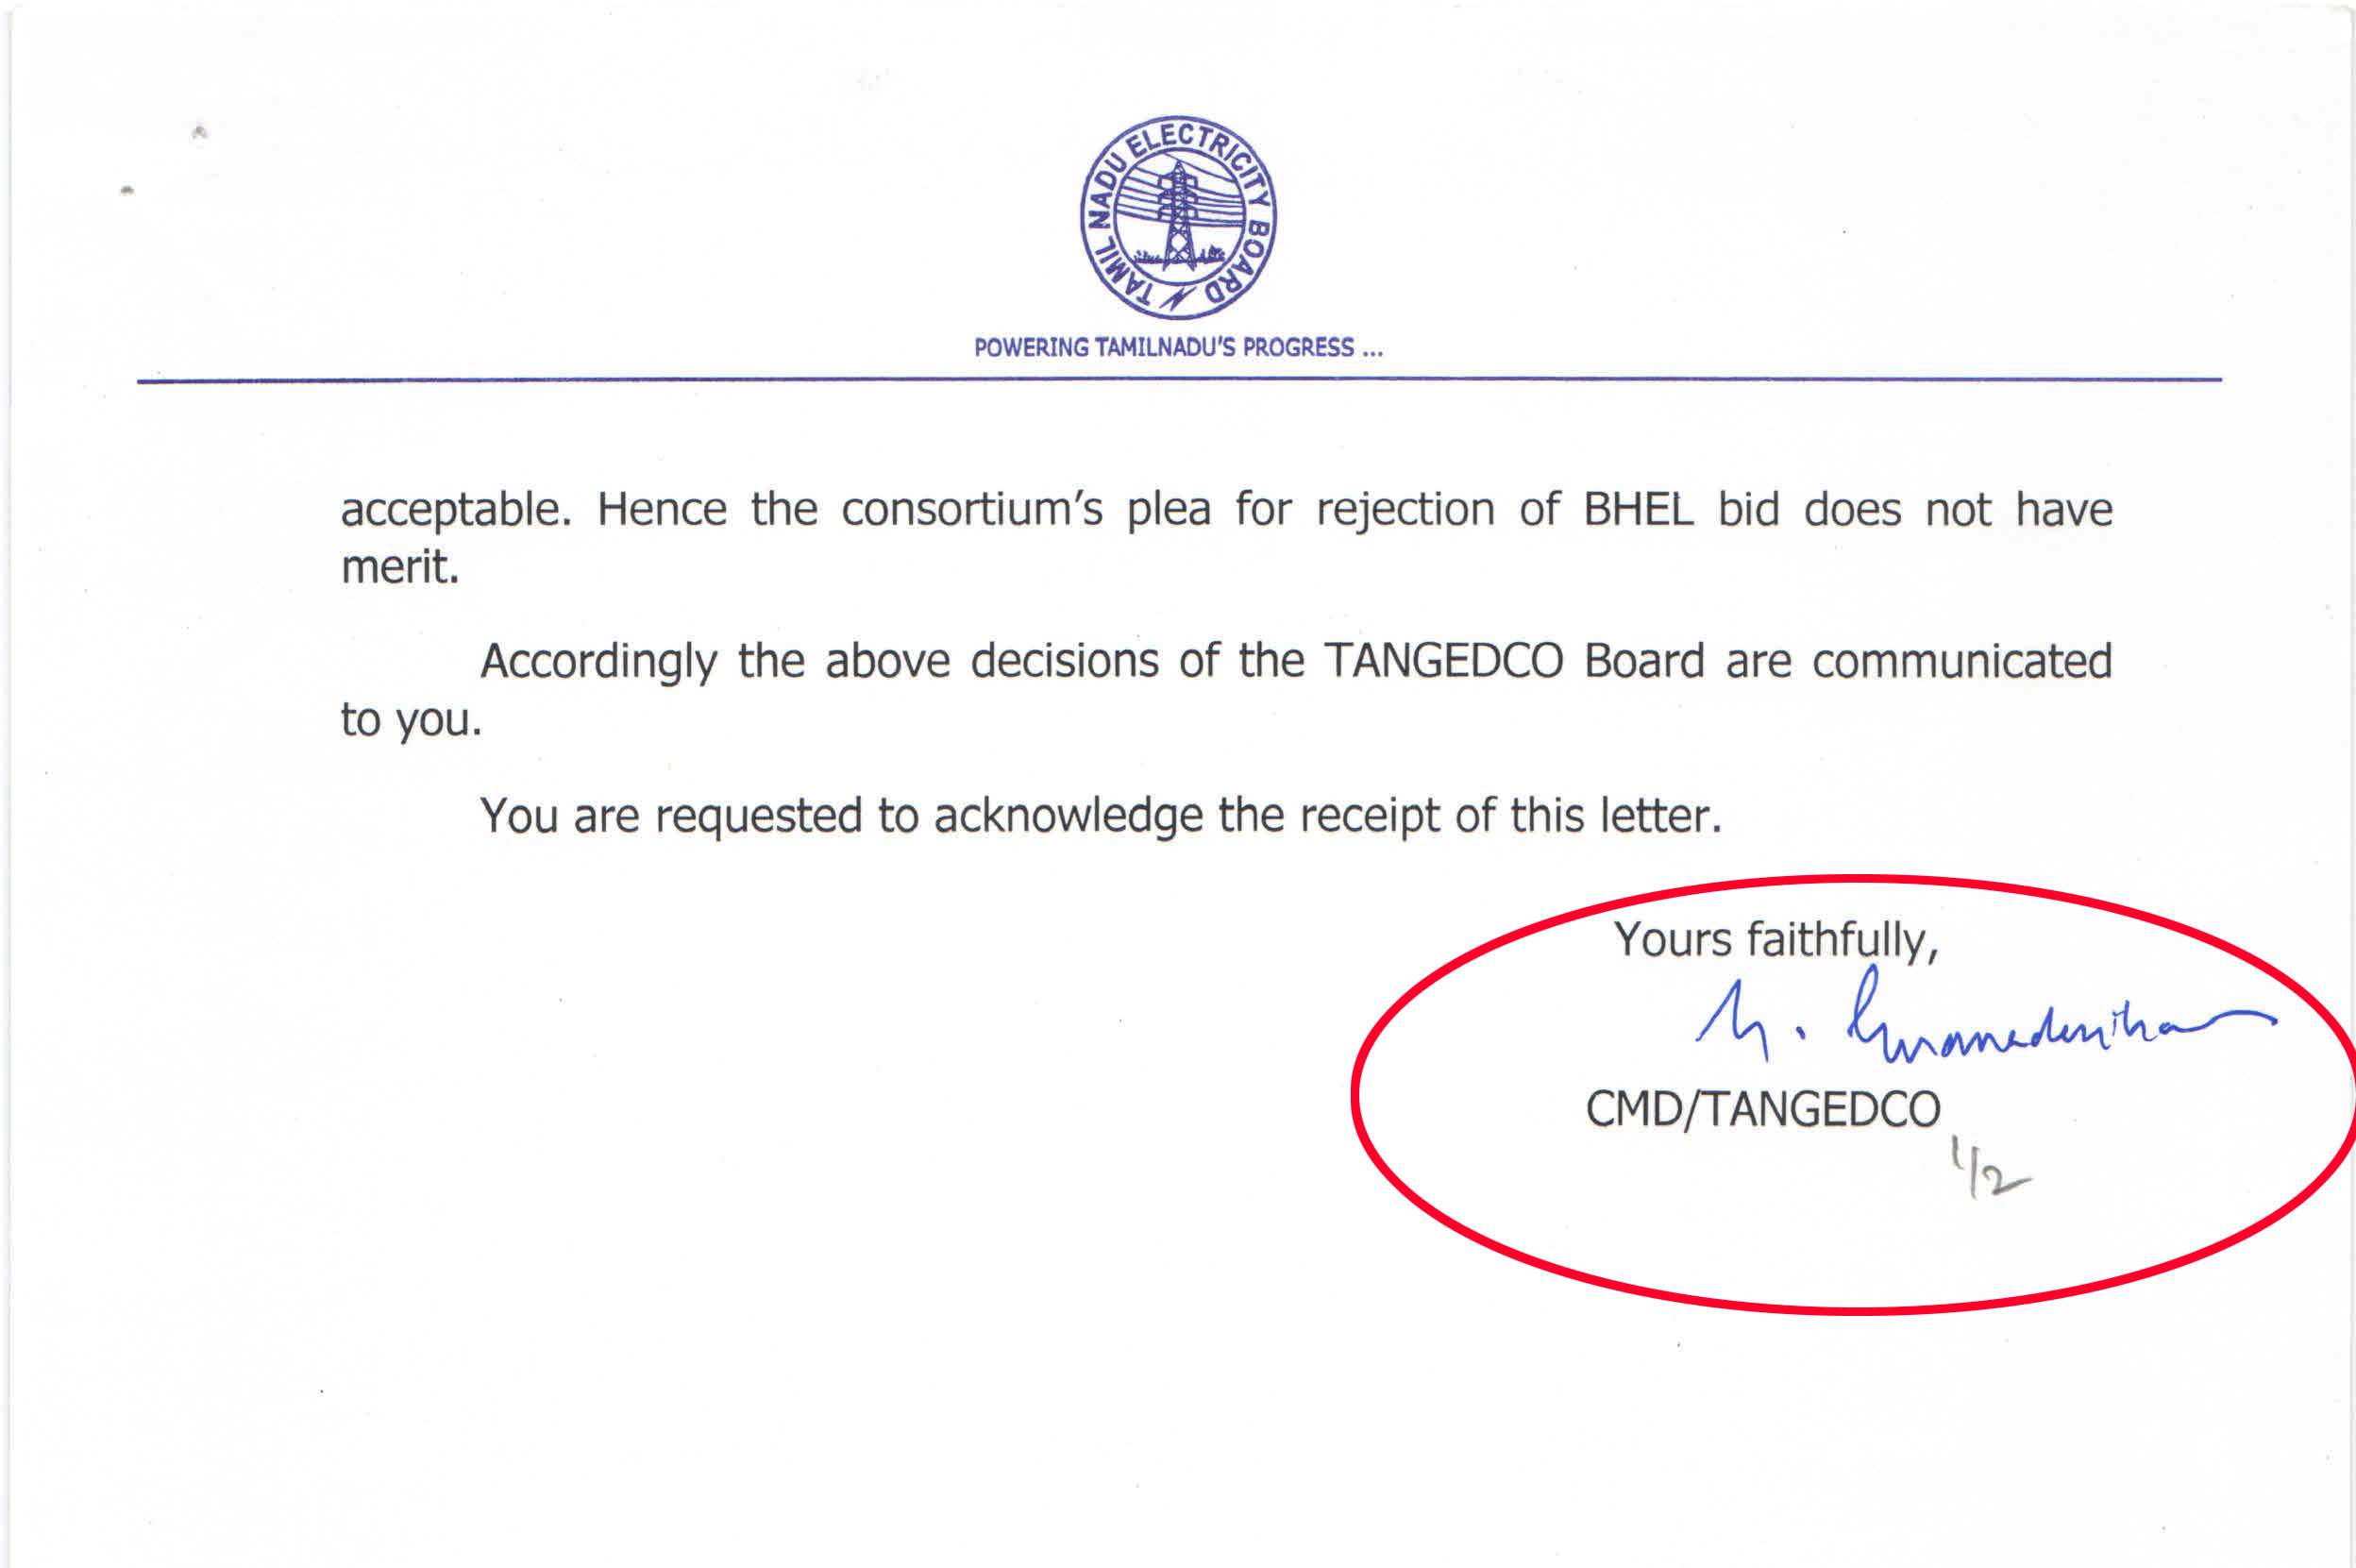 TAMIL NADU ELECTRICITY BOARD
POWERING TAMILNADU'S PROGRESS ...
acceptable. Hence the consortium's plea for rejection of BHEL bid does not have
merit.
Accordingly the above decisions of the TANGEDCO Board are communicated
to you.
You are requested to acknowledge the receipt of this letter.
Yours faithfully,
CMD/TANGEDCO
1/2